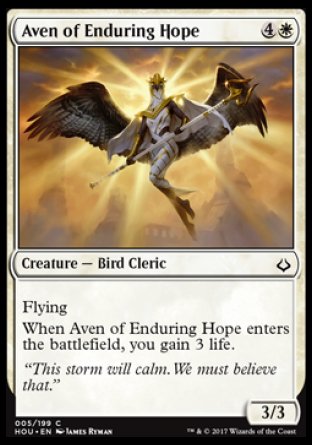 Aven of Enduring Hope 4
Creature — Bird Cleric
Flying
When Aven of Enduring Hope enters
the battlefield, you gain 3 life.
“This storm will calm. We must believe
that.”
005/199 C
HOU • EN James Ryman
™ & © 2017 Wizards of the Coast
3/3